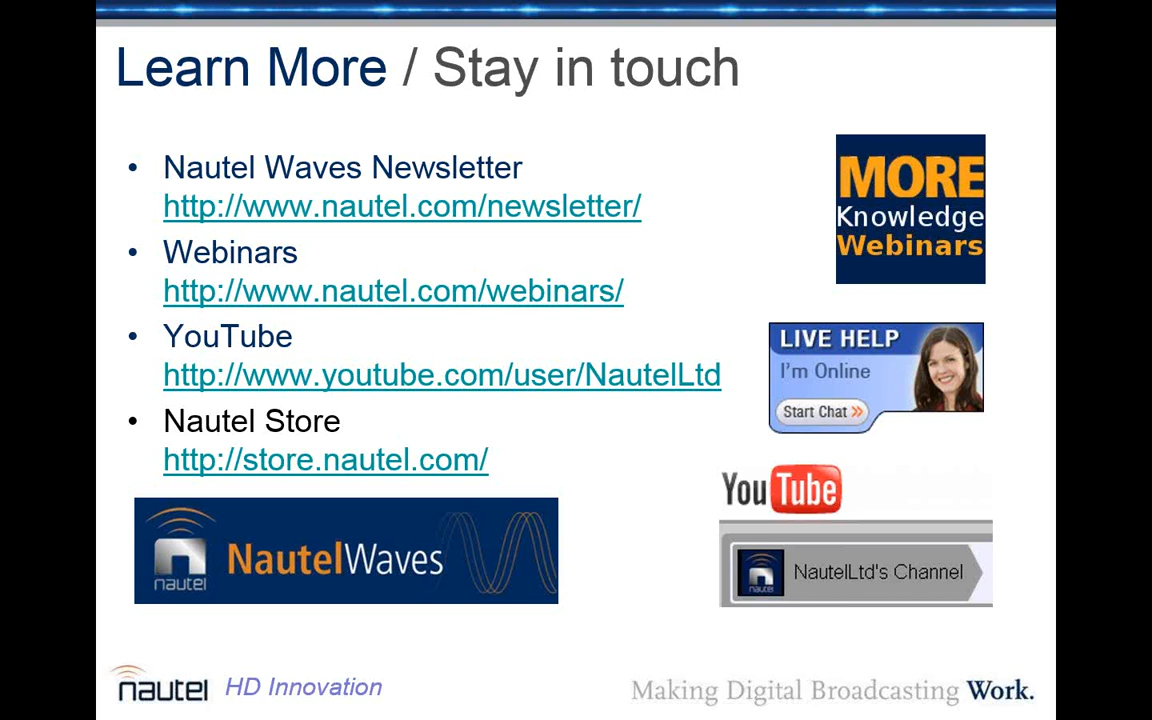 Learn More / Stay in touch
• Nautel Waves Newsletter
http://www.nautel.com/newsletter/
• Webinars
http://www.nautel.com/webinars/
• YouTube
http://www.youtube.com/user/NautelLtd
• Nautel Store
http://store.nautel.com/
MORE
Knowledge
Webinars
LIVE HELP
I'm Online
Start Chat »
YouTube
nautel
NautelLtd's Channel
nautel
NautelWaves
nautel
HD Innovation
Making Digital Broadcasting Work.